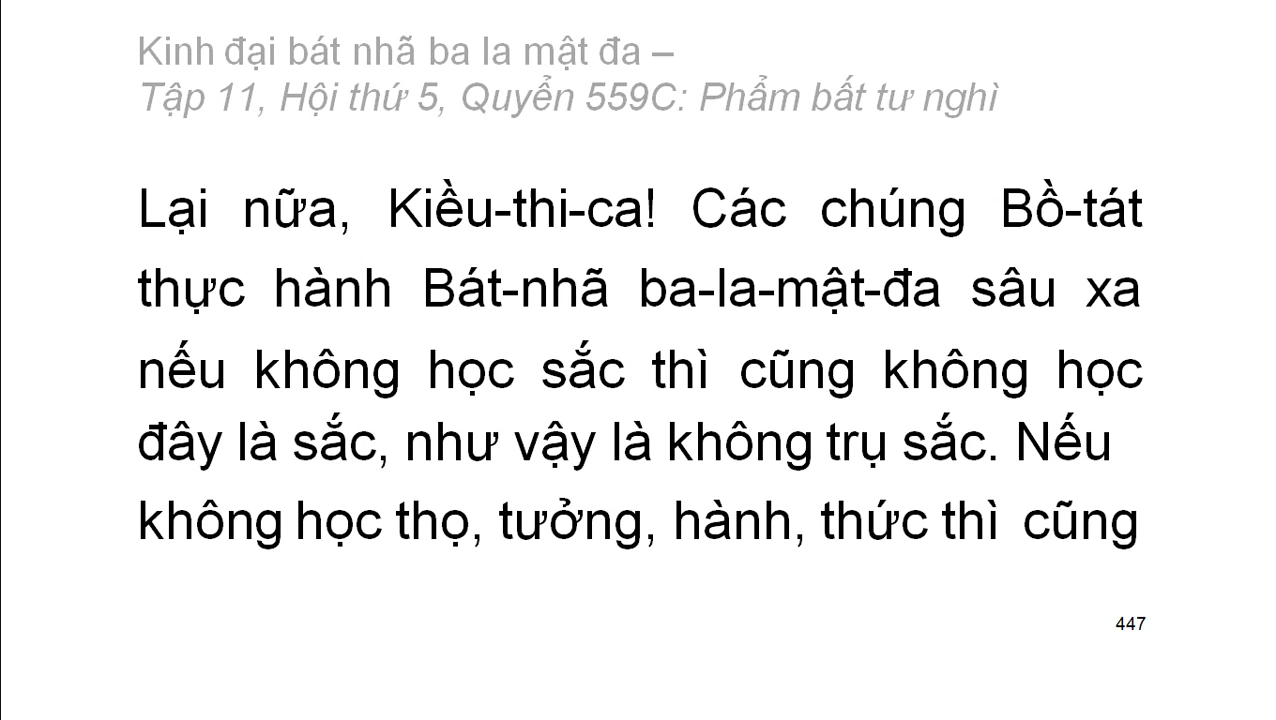 Kinh đại bát nhã ba la mật đa –
Tập 11, Hội thứ 5, Quyển 559C: Phẩm bất tư nghì
Lại nữa, Kiều-thi-ca! Các chúng Bồ-tát
thực hành Bát-nhã ba-la-mật-đa sâu xa
nếu không học sắc thì cũng không học
đây là sắc, như vậy là không trụ sắc. Nếu
không học thọ, tưởng, hành, thức thì cũng
447